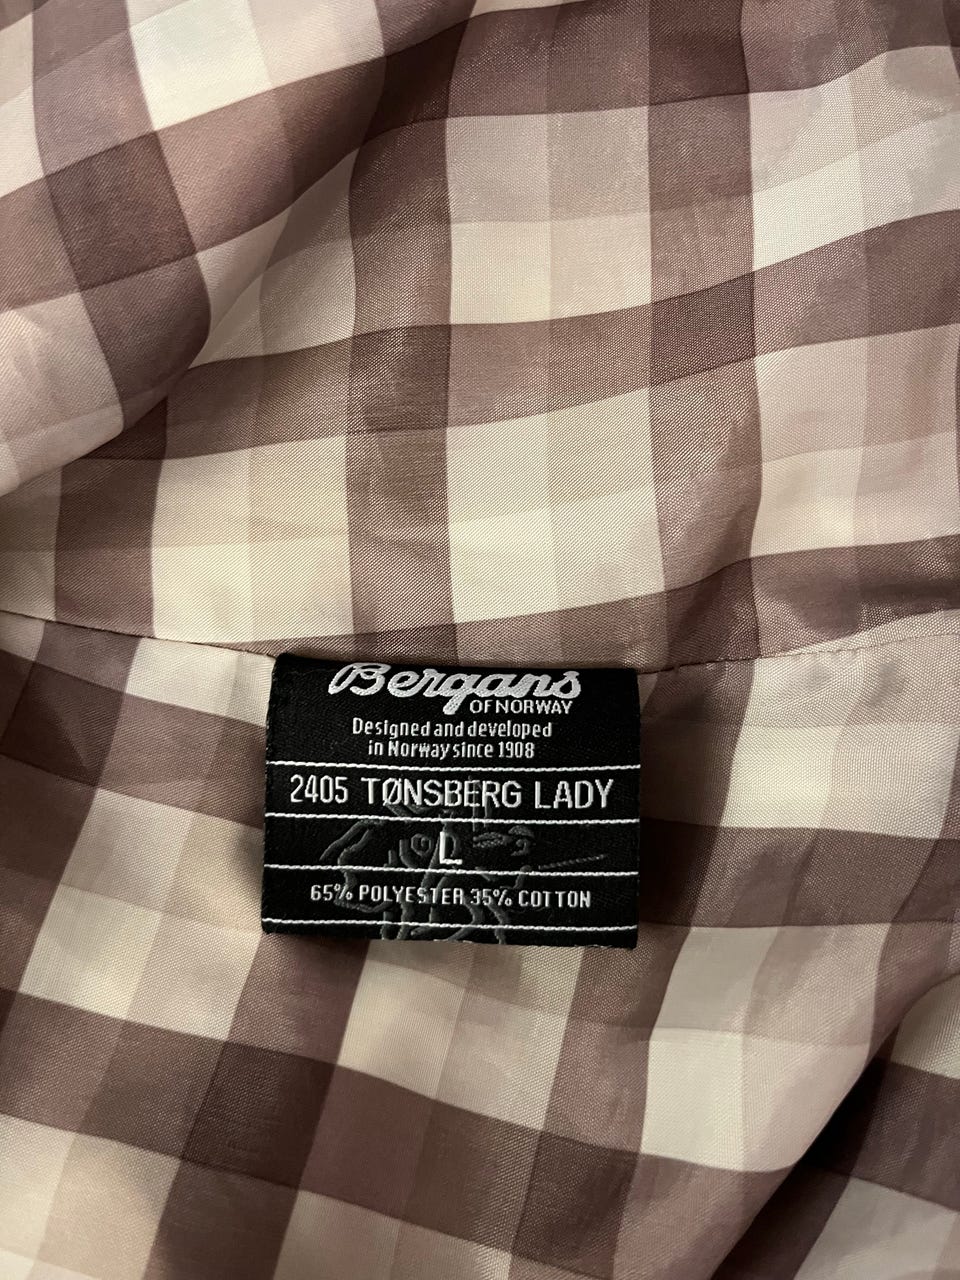 Bergans
OF NORWAY
Designed and developed
in Norway since 1908
2405 TØNSBERG LADY
L
65% POLYESTER 35% COTTON